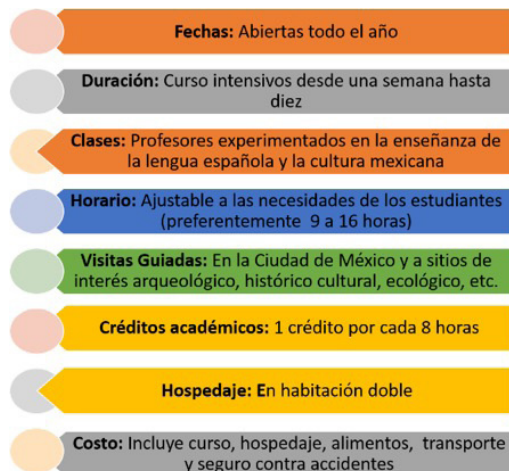 Fechas: Abiertas todo el año
Duración: Curso intensivos desde una semana hasta
diez
Clases: Profesores experimentados en la enseñanza de
la lengua española y la cultura mexicana
Horario: Ajustable a las necesidades de los estudiantes
(preferentemente 9 a 16 horas)
Visitas Guiadas: En la Ciudad de México y a sitios de
interés arqueológico, histórico cultural, ecológico, etc.
Créditos académicos: 1 crédito por cada 8 horas
Hospedaje: En habitación doble
Costo: Incluye curso, hospedaje, alimentos, transporte
y seguro contra accidentes